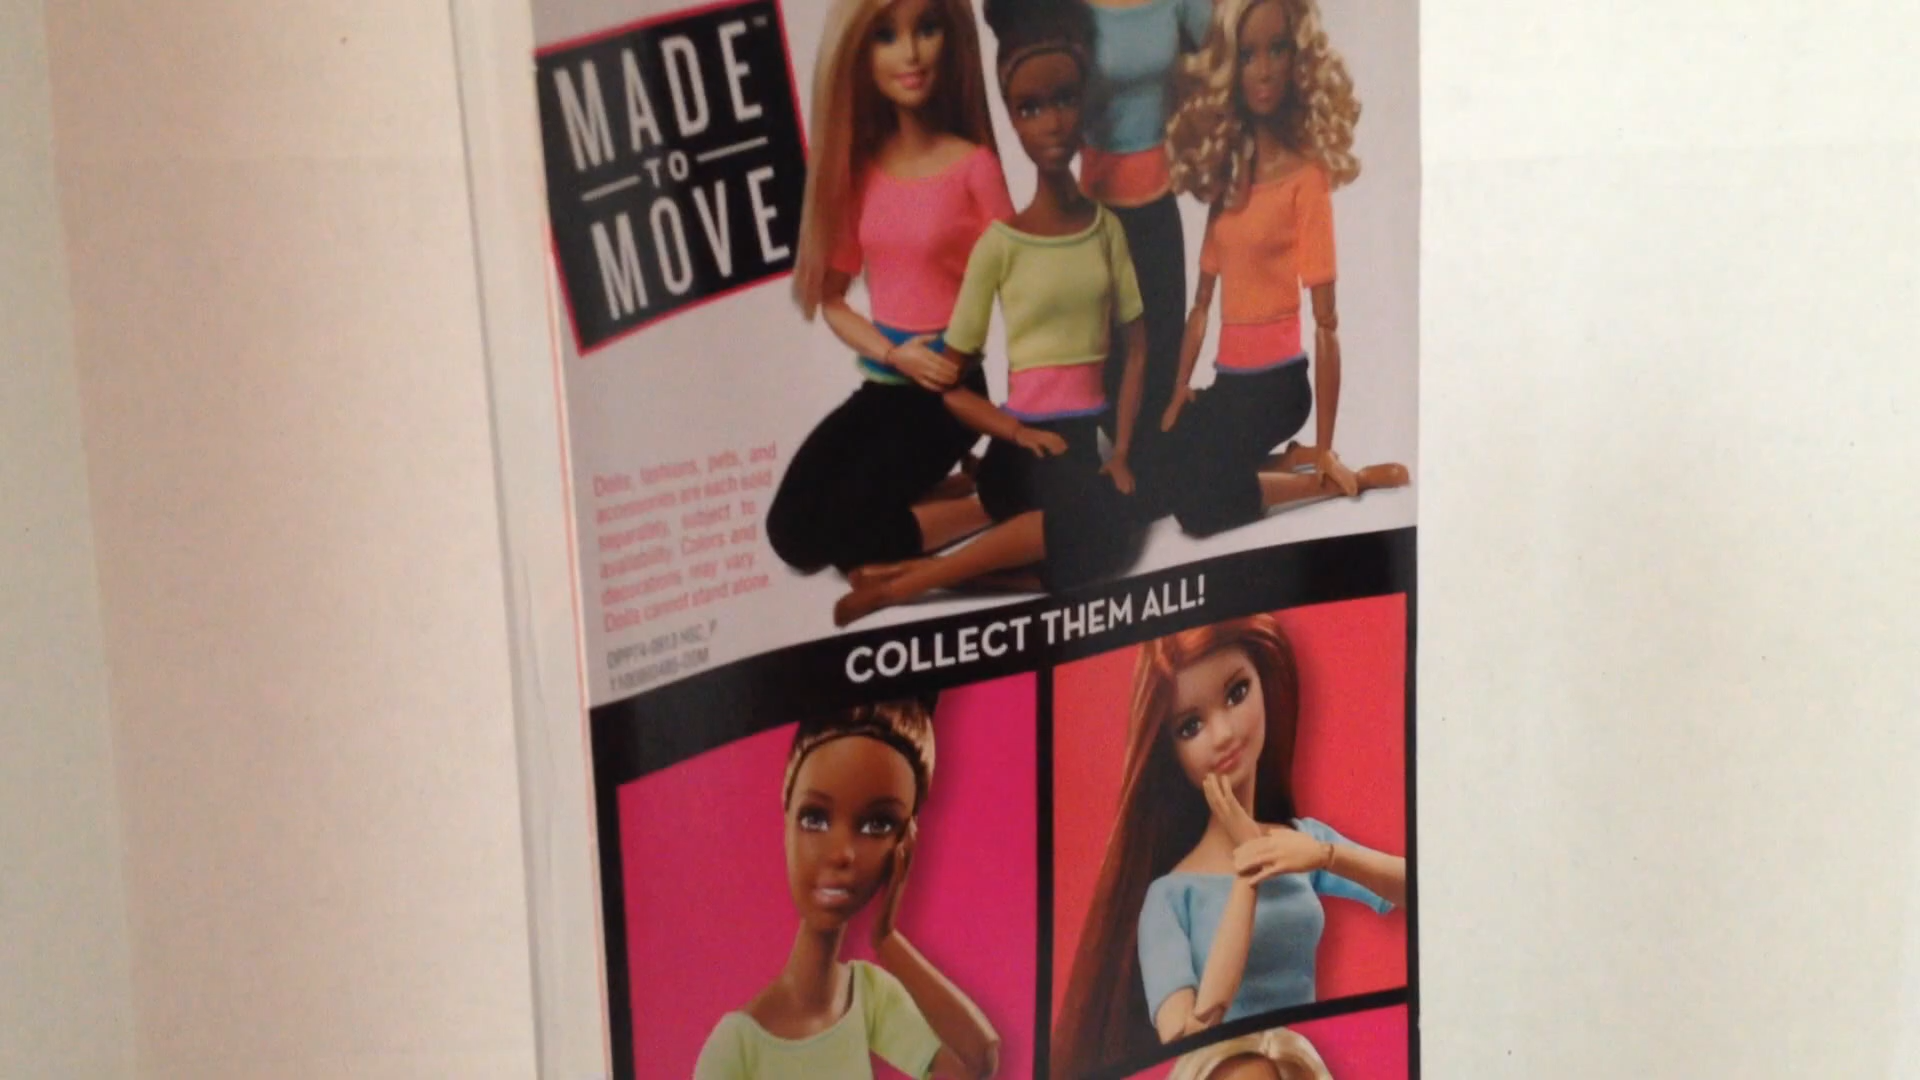 MADE™
TO
MOVE
Dolls, fashions, pets, and
accessories are each sold
separately, subject to
availability. Colors and
decorations may vary.
Dolls cannot stand alone.
COLLECT THEM ALL!